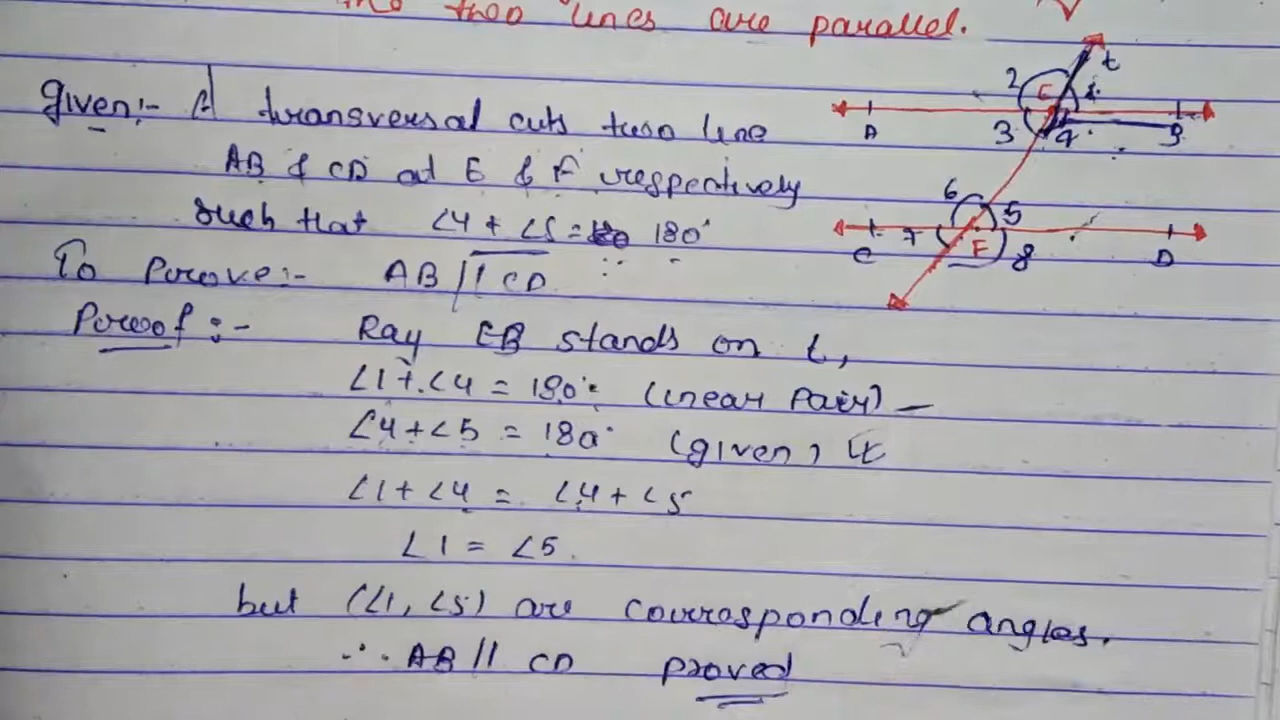 two lines are parallel.
Given:- A transversal cuts two line
AB & CD at E & F respectively
such that ∠4 + ∠5 = 180°
To Prove:- AB || CD
Proof :- Ray EB stands on t,
∠1 + ∠4 = 180° (linear Pair) —
∠4 + ∠5 = 180° (given)
∠1 + ∠4 = ∠4 + ∠5
∠1 = ∠5.
but (∠1, ∠5) are corresponding angles.
∴ AB || CD proved
t
2 E 1
A 3 4 B
6 5
C 7 F 8 D